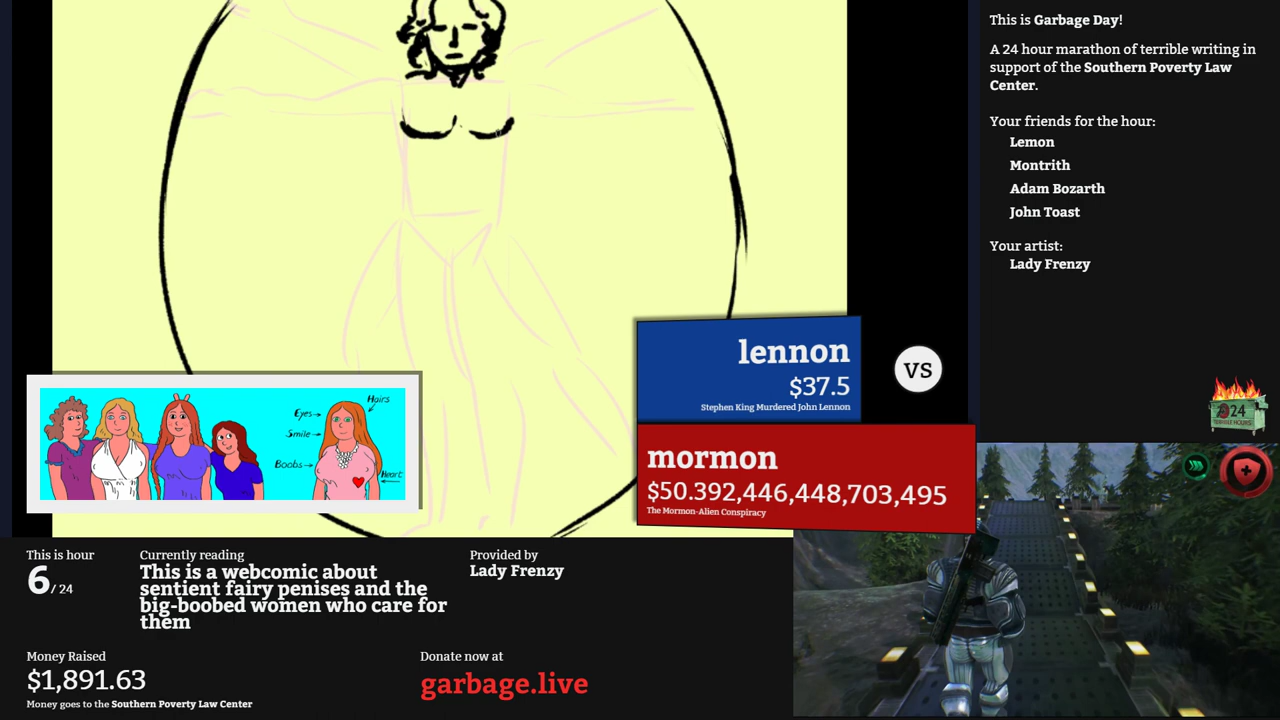 This is Garbage Day!
A 24 hour marathon of terrible writing in
support of the Southern Poverty Law
Center.
Your friends for the hour:
Lemon
Montrith
Adam Bozarth
John Toast
Your artist:
Lady Frenzy
lennon
$37.5
Stephen King Murdered John Lennon
VS
mormon
$50.392,446,448,703,495
The Mormon-Alien Conspiracy
Hairs
Eyes
Smile
Boobs
Heart
24
TERRIBLE HOURS
This is hour
6/ 24
Currently reading
This is a webcomic about
sentient fairy penises and the
big-boobed women who care for
them
Provided by
Lady Frenzy
Money Raised
$1,891.63
Money goes to the Southern Poverty Law Center
Donate now at
garbage.live